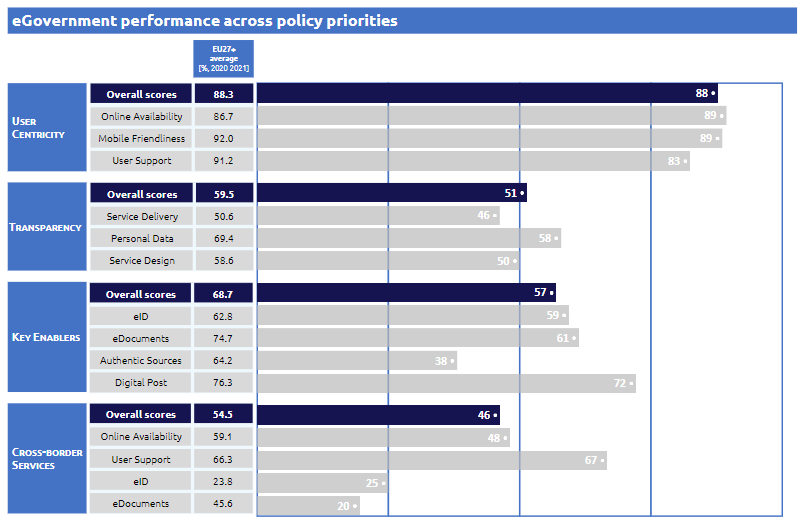 eGovernment performance across policy priorities
EU27+
average
[%, 2020 2021]
USER
CENTRICITY
Overall scores 88.3 88
Online Availability 86.7 89
Mobile Friendliness 92.0 89
User Support 91.2 83
TRANSPARENCY
Overall scores 59.5 51
Service Delivery 50.6 46
Personal Data 69.4 58
Service Design 58.6 50
KEY ENABLERS
Overall scores 68.7 57
eID 62.8 59
eDocuments 74.7 61
Authentic Sources 64.2 38
Digital Post 76.3 72
CROSS-BORDER
SERVICES
Overall scores 54.5 46
Online Availability 59.1 48
User Support 66.3 67
eID 23.8 25
eDocuments 45.6 20